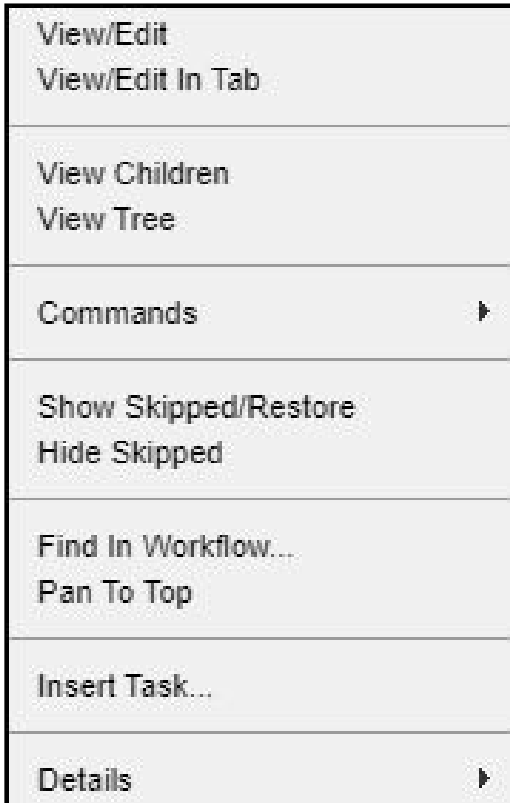 View/Edit
View/Edit In Tab
View Children
View Tree
Commands
Show Skipped/Restore
Hide Skipped
Find In Workflow...
Pan To Top
Insert Task...
Details